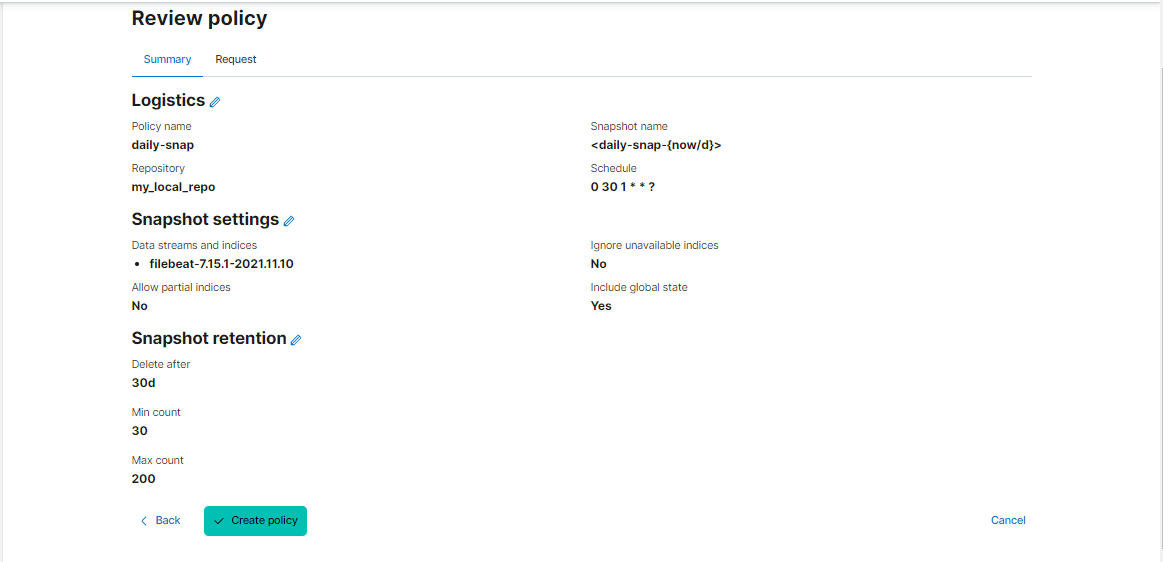 Review policy
Summary Request
Logistics
Policy name Snapshot name
daily-snap <daily-snap-{now/d}>
Repository Schedule
my_local_repo 0 30 1 * * ?
Snapshot settings
Data streams and indices Ignore unavailable indices
• filebeat-7.15.1-2021.11.10 No
Allow partial indices Include global state
No Yes
Snapshot retention
Delete after
30d
Min count
30
Max count
200
Back Create policy Cancel